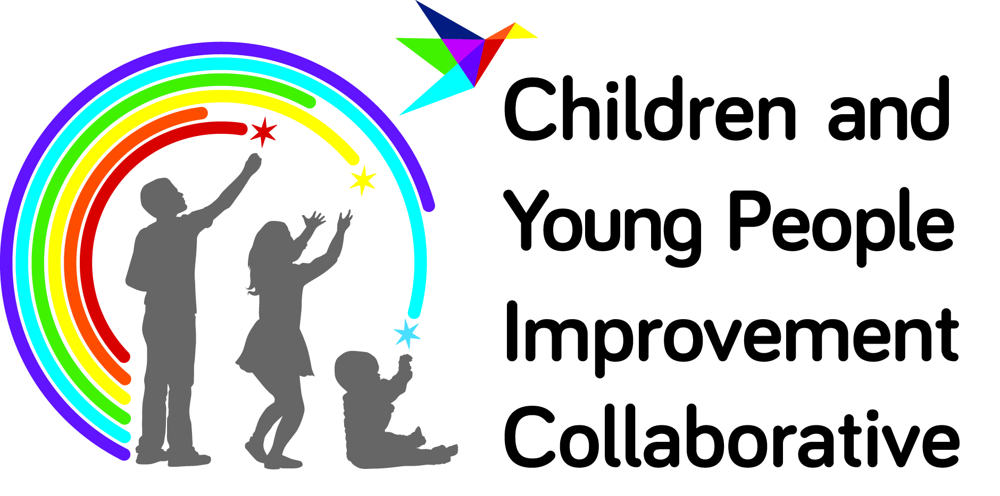 Children and
Young People
Improvement
Collaborative